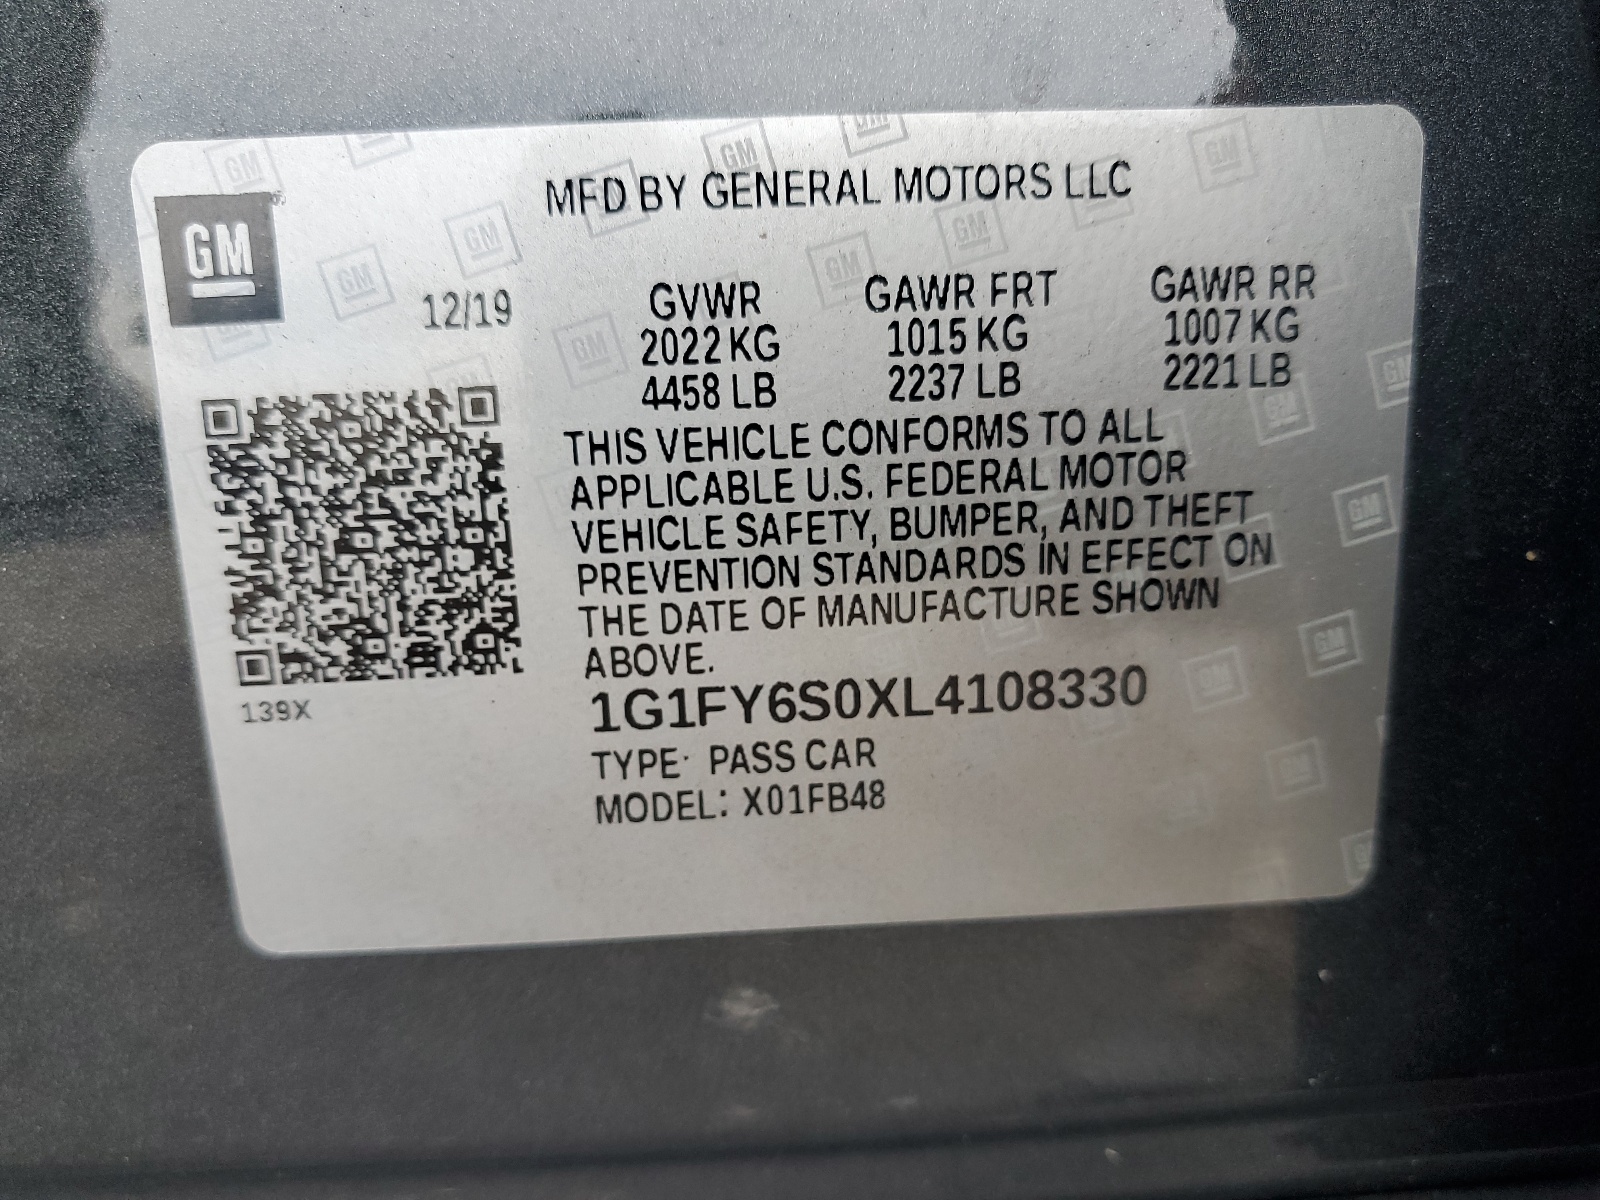 MFD BY GENERAL MOTORS LLC
GM
12/19
GVWR GAWR FRT GAWR RR
2022 KG 1015 KG 1007 KG
4458 LB 2237 LB 2221 LB
THIS VEHICLE CONFORMS TO ALL
APPLICABLE U.S. FEDERAL MOTOR
VEHICLE SAFETY, BUMPER, AND THEFT
PREVENTION STANDARDS IN EFFECT ON
THE DATE OF MANUFACTURE SHOWN
ABOVE.
139X
1G1FY6S0XL4108330
TYPE: PASS CAR
MODEL: X01FB48